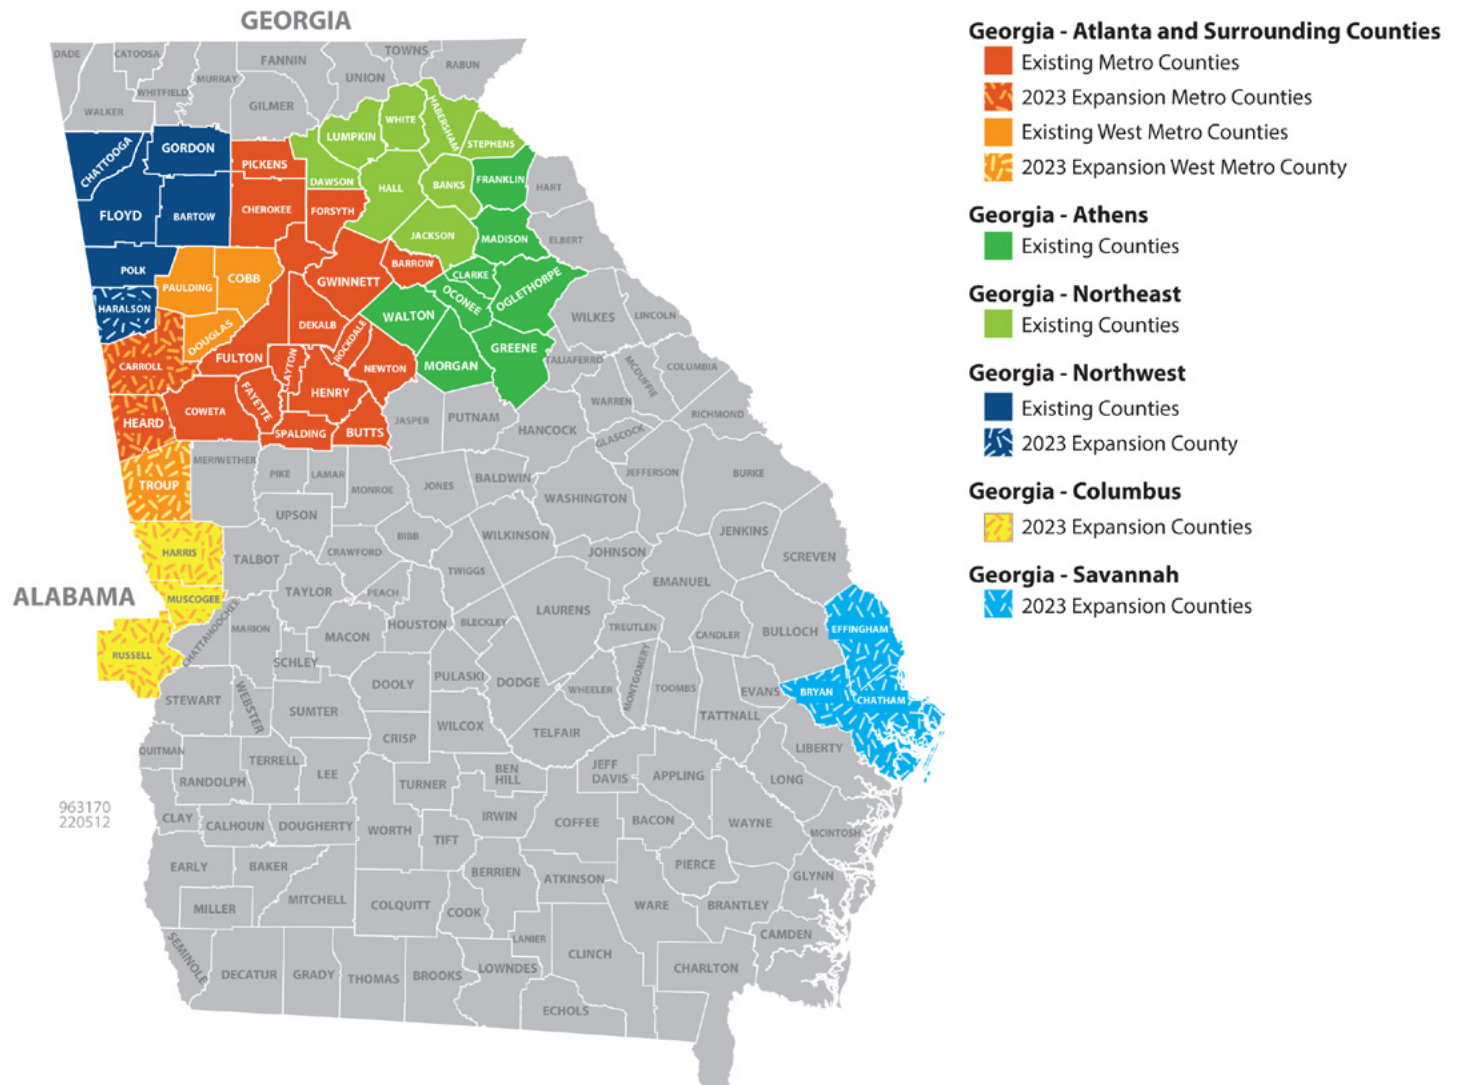 GEORGIA
DADE
CATOOSA
WHITFIELD
MURRAY
FANNIN
TOWNS
UNION
RABUN
WALKER
GILMER
CHATTOOGA
GORDON
PICKENS
LUMPKIN
WHITE
HABERSHAM
STEPHENS
DAWSON
HALL
BANKS
FRANKLIN
HART
FLOYD
BARTOW
CHEROKEE
FORSYTH
JACKSON
MADISON
ELBERT
POLK
PAULDING
COBB
GWINNETT
BARROW
CLARKE
OCONEE
OGLETHORPE
HARALSON
DOUGLAS
FULTON
DEKALB
ROCKDALE
WALTON
MORGAN
GREENE
WILKES
LINCOLN
CARROLL
CLAYTON
NEWTON
TALIAFERRO
MCDUFFIE
COLUMBIA
HEARD
COWETA
FAYETTE
HENRY
SPALDING
BUTTS
JASPER
PUTNAM
HANCOCK
WARREN
GLASCOCK
RICHMOND
TROUP
MERIWETHER
PIKE
LAMAR
MONROE
JONES
BALDWIN
WASHINGTON
JEFFERSON
BURKE
UPSON
HARRIS
TALBOT
CRAWFORD
BIBB
TWIGGS
WILKINSON
JOHNSON
JENKINS
SCREVEN
EMANUEL
ALABAMA
MUSCOGEE
CHATTAHOOCHEE
MARION
TAYLOR
PEACH
MACON
HOUSTON
BLECKLEY
LAURENS
TREUTLEN
CANDLER
BULLOCH
EFFINGHAM
RUSSELL
SCHLEY
STEWART
WEBSTER
SUMTER
DOOLY
PULASKI
DODGE
WHEELER
MONTGOMERY
TOOMBS
EVANS
TATTNALL
BRYAN
CHATHAM
CRISP
WILCOX
TELFAIR
LIBERTY
QUITMAN
RANDOLPH
TERRELL
LEE
TURNER
BEN
HILL
JEFF
DAVIS
APPLING
LONG
963170
220512
CLAY
CALHOUN
DOUGHERTY
WORTH
TIFT
IRWIN
COFFEE
BACON
WAYNE
MCINTOSH
EARLY
BAKER
MITCHELL
BERRIEN
ATKINSON
PIERCE
GLYNN
MILLER
COLQUITT
COOK
WARE
BRANTLEY
SEMINOLE
LANIER
CLINCH
CAMDEN
DECATUR
GRADY
THOMAS
BROOKS
LOWNDES
CHARLTON
ECHOLS
Georgia - Atlanta and Surrounding Counties
Existing Metro Counties
2023 Expansion Metro Counties
Existing West Metro Counties
2023 Expansion West Metro County
Georgia - Athens
Existing Counties
Georgia - Northeast
Existing Counties
Georgia - Northwest
Existing Counties
2023 Expansion County
Georgia - Columbus
2023 Expansion Counties
Georgia - Savannah
2023 Expansion Counties